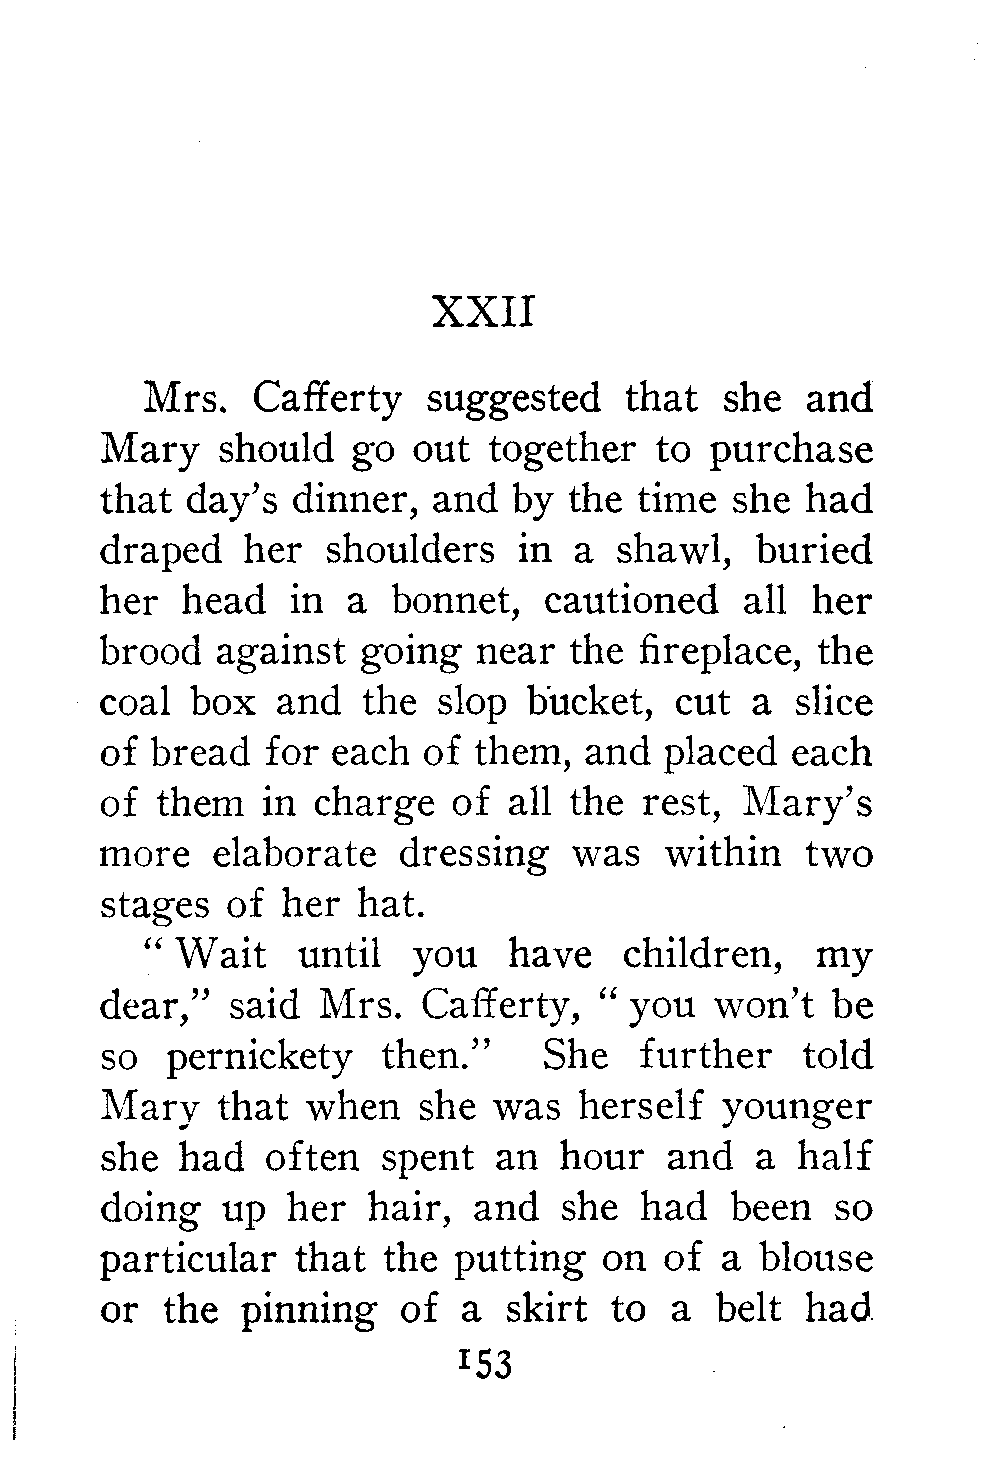 XXII
Mrs. Cafferty suggested that she and
Mary should go out together to purchase
that day's dinner, and by the time she had
draped her shoulders in a shawl, buried
her head in a bonnet, cautioned all her
brood against going near the fireplace, the
coal box and the slop bucket, cut a slice
of bread for each of them, and placed each
of them in charge of all the rest, Mary's
more elaborate dressing was within two
stages of her hat.
“ Wait until you have children, my
dear,” said Mrs. Cafferty, “ you won't be
so pernickety then.” She further told
Mary that when she was herself younger
she had often spent an hour and a half
doing up her hair, and she had been so
particular that the putting on of a blouse
or the pinning of a skirt to a belt had
153